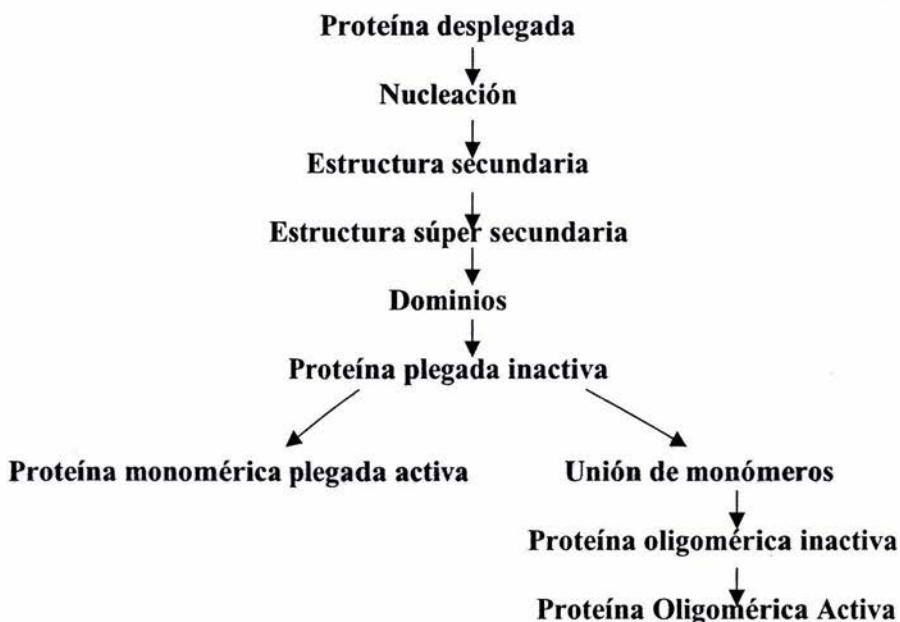 Proteína desplegada
Nucleación
Estructura secundaria
Estructura súper secundaria
Dominios
Proteína plegada inactiva
Proteína monomérica plegada activa
Unión de monómeros
Proteína oligomérica inactiva
Proteína Oligomérica Activa